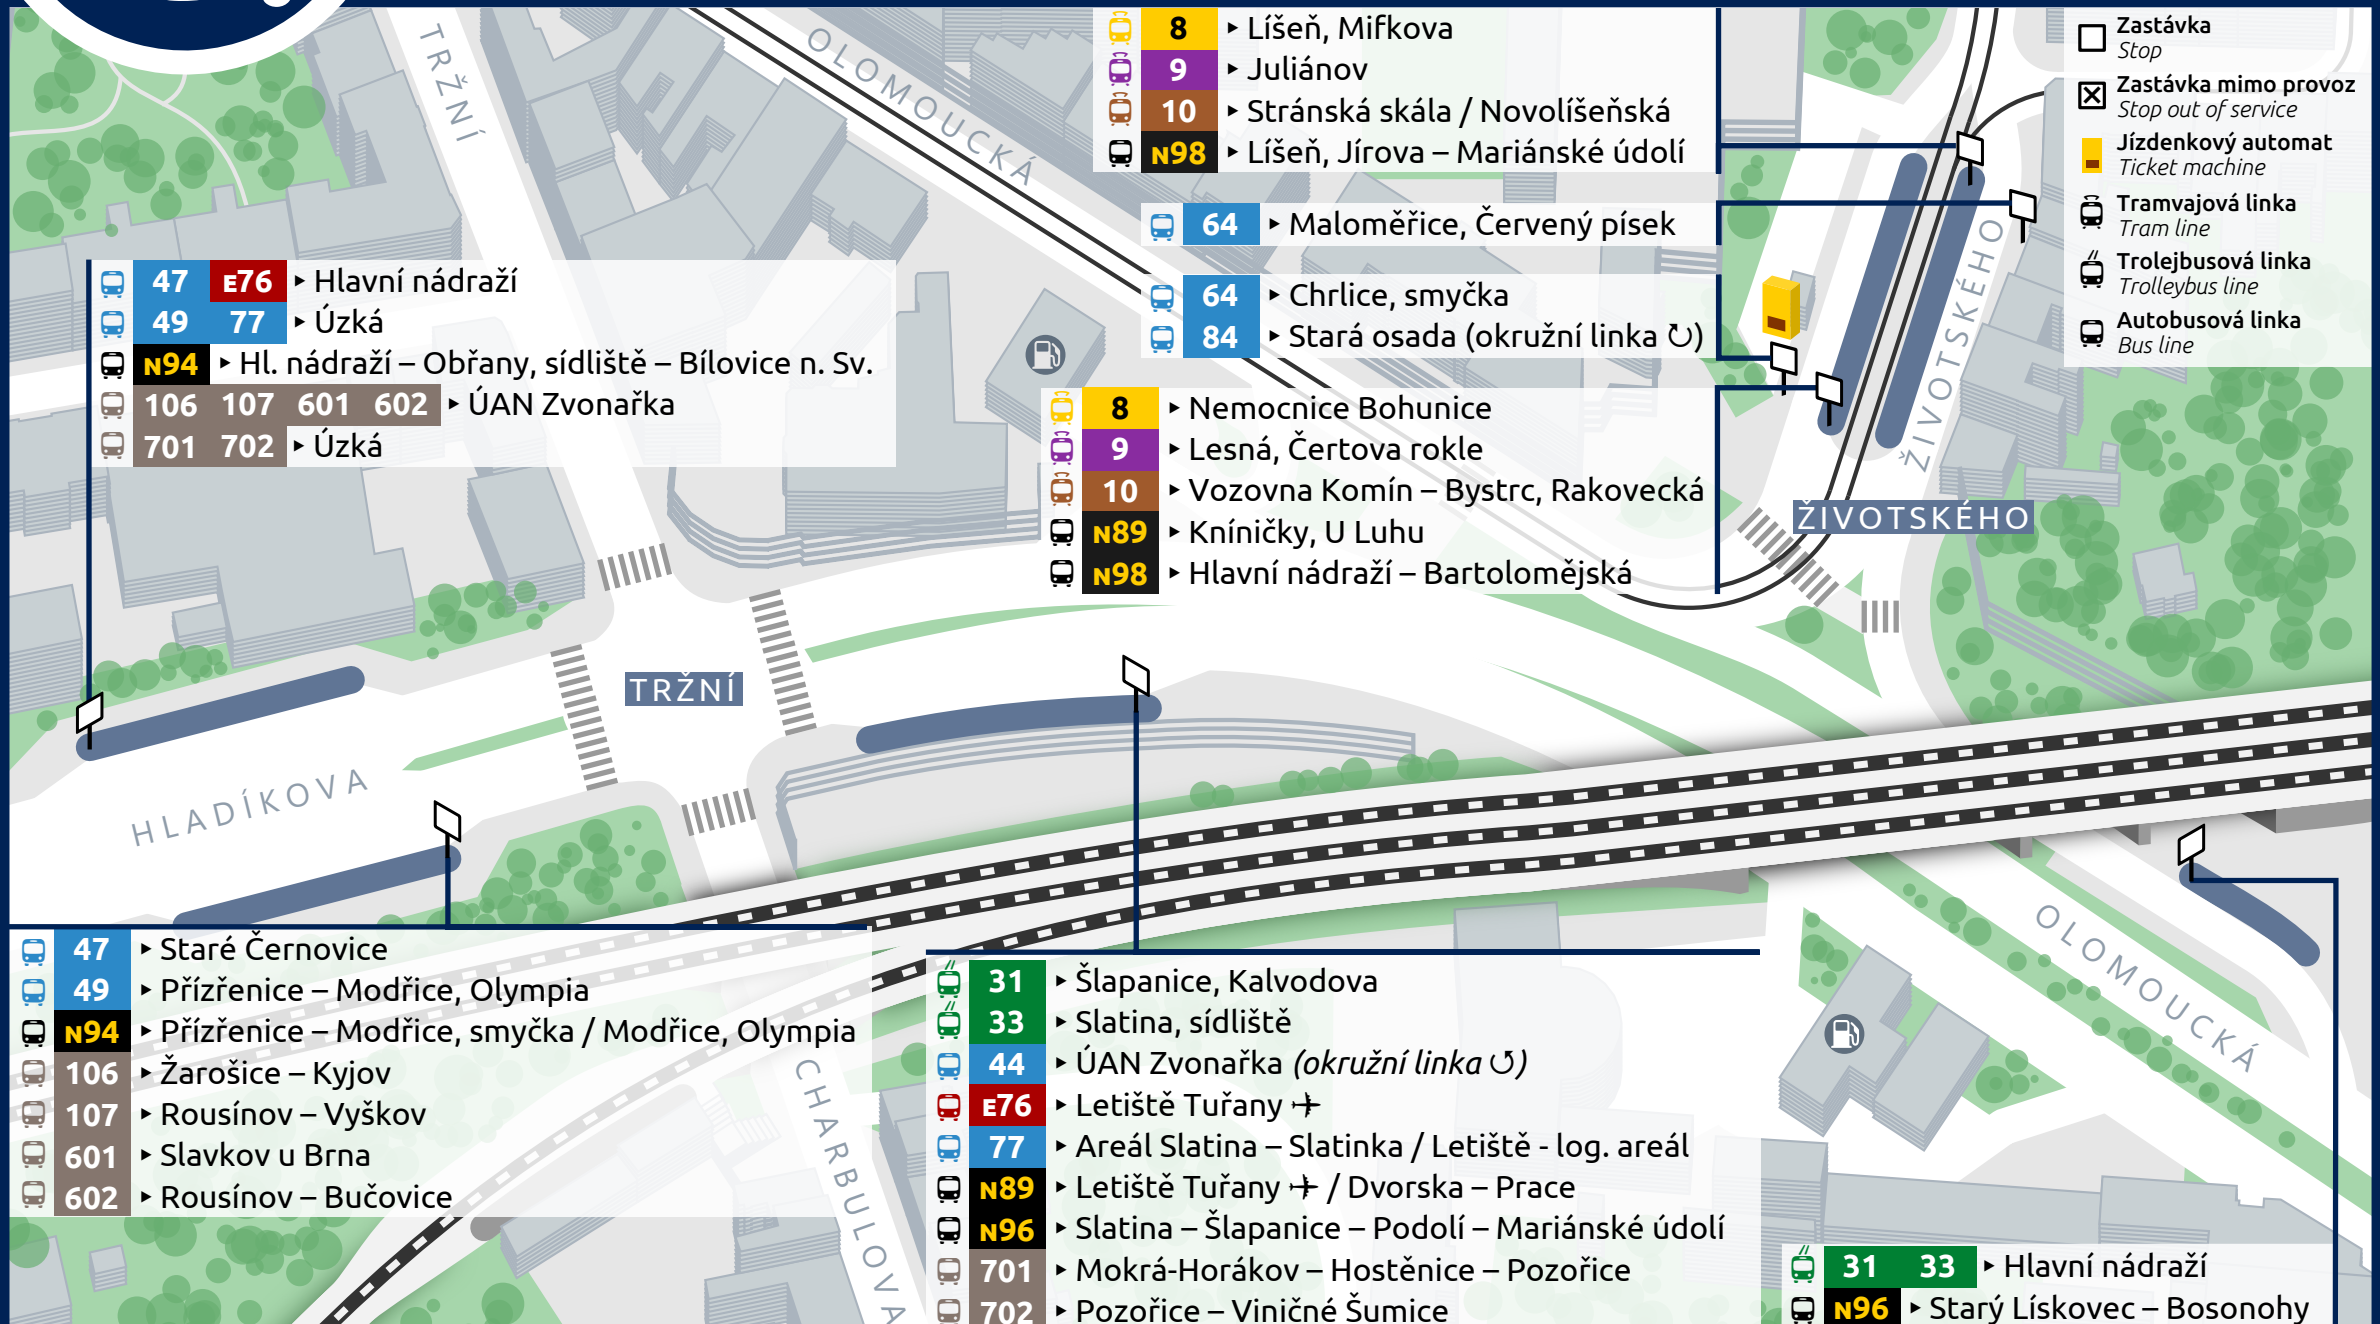 8 ▸ Líšeň, Mifkova
9 ▸ Juliánov
10 ▸ Stránská skála / Novolíšeňská
N98 ▸ Líšeň, Jírova – Mariánské údolí
Zastávka
Stop
Zastávka mimo provoz
Stop out of service
Jízdenkový automat
Ticket machine
Tramvajová linka
Tram line
Trolejbusová linka
Trolleybus line
Autobusová linka
Bus line
TRŽNÍ
OLOMOUCKÁ
64 ▸ Maloměřice, Červený písek
64 ▸ Chrlice, smyčka
84 ▸ Stará osada (okružní linka ↻)
47 E76 ▸ Hlavní nádraží
49 77 ▸ Úzká
N94 ▸ Hl. nádraží – Obřany, sídliště – Bílovice n. Sv.
106 107 601 602 ▸ ÚAN Zvonařka
701 702 ▸ Úzká
8 ▸ Nemocnice Bohunice
9 ▸ Lesná, Čertova rokle
10 ▸ Vozovna Komín – Bystrc, Rakovecká
N89 ▸ Kníničky, U Luhu
N98 ▸ Hlavní nádraží – Bartolomějská
ŽIVOTSKÉHO
ŽIVOTSKÉHO
TRŽNÍ
HLADÍKOVA
47 ▸ Staré Černovice
49 ▸ Přízřenice – Modřice, Olympia
N94 ▸ Přízřenice – Modřice, smyčka / Modřice, Olympia
106 ▸ Žarošice – Kyjov
107 ▸ Rousínov – Vyškov
601 ▸ Slavkov u Brna
602 ▸ Rousínov – Bučovice
CHARBULOVA
31 ▸ Šlapanice, Kalvodova
33 ▸ Slatina, sídliště
44 ▸ ÚAN Zvonařka (okružní linka ↺)
E76 ▸ Letiště Tuřany ✈
77 ▸ Areál Slatina – Slatinka / Letiště - log. areál
N89 ▸ Letiště Tuřany ✈ / Dvorska – Prace
N96 ▸ Slatina – Šlapanice – Podolí – Mariánské údolí
701 ▸ Mokrá-Horákov – Hostěnice – Pozořice
702 ▸ Pozořice – Viničné Šumice
OLOMOUCKÁ
31 33 ▸ Hlavní nádraží
N96 ▸ Starý Lískovec – Bosonohy